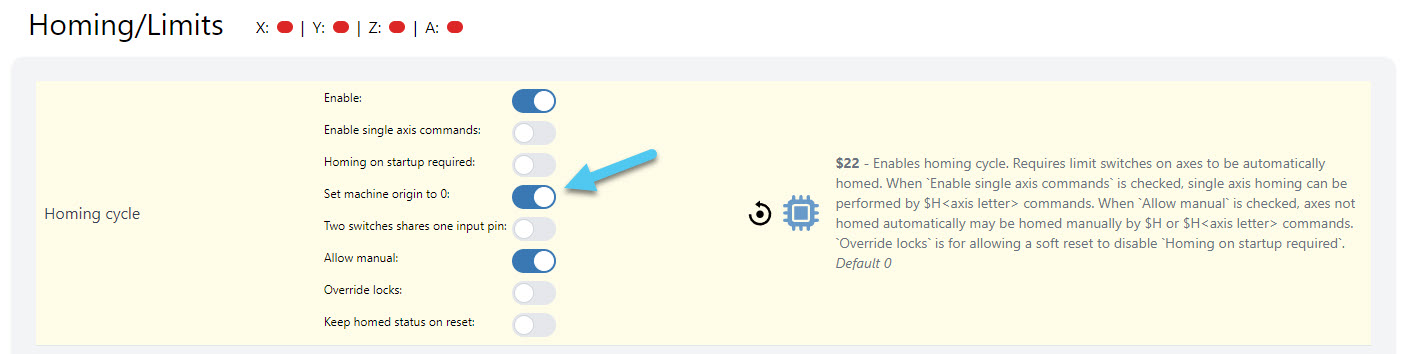 Homing/Limits X: | Y: | Z: | A:
Enable:
Enable single axis commands:
Homing on startup required:
Set machine origin to 0:
Homing cycle
Two switches shares one input pin:
Allow manual:
Override locks:
Keep homed status on reset:
$22 - Enables homing cycle. Requires limit switches on axes to be automatically
homed. When `Enable single axis commands` is checked, single axis homing can be
performed by $H<axis letter> commands. When `Allow manual` is checked, axes not
homed automatically may be homed manually by $H or $H<axis letter> commands.
`Override locks` is for allowing a soft reset to disable `Homing on startup required`.
Default 0